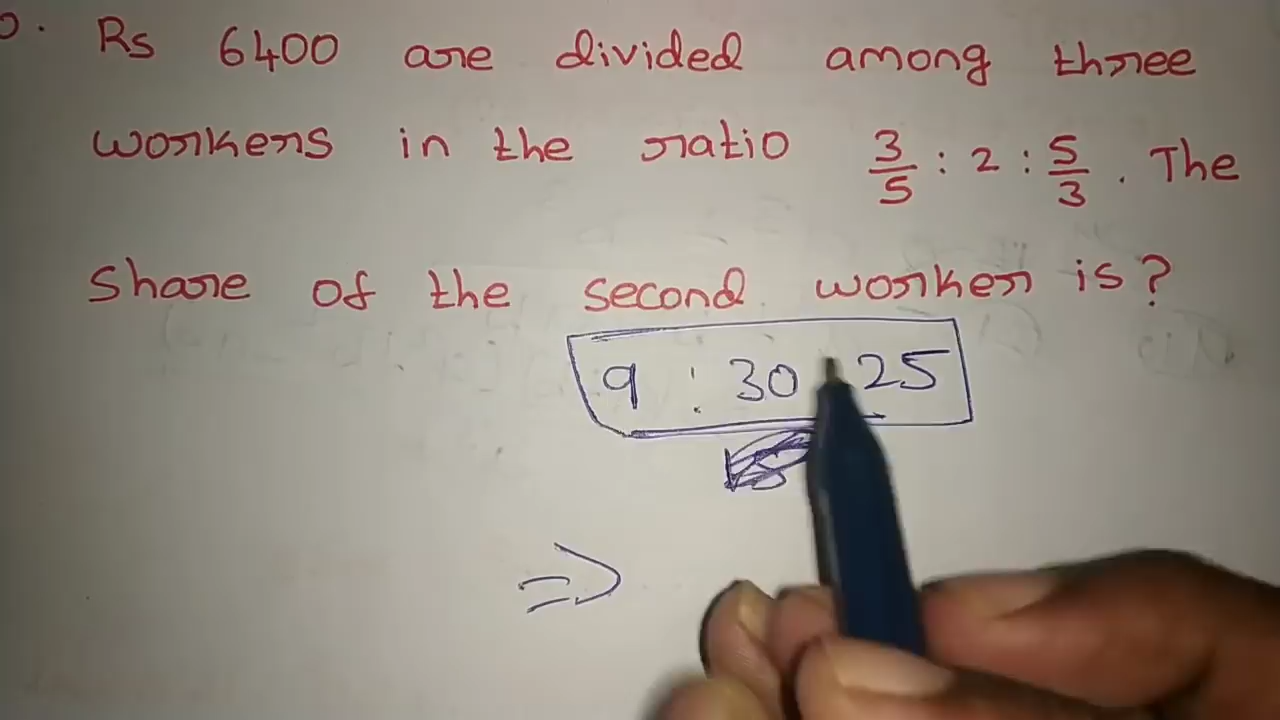 Rs 6400 are divided among three
workers in the ratio 3/5 : 2 : 5/3 . The
share of the second worker is?
9 : 30 25
=>